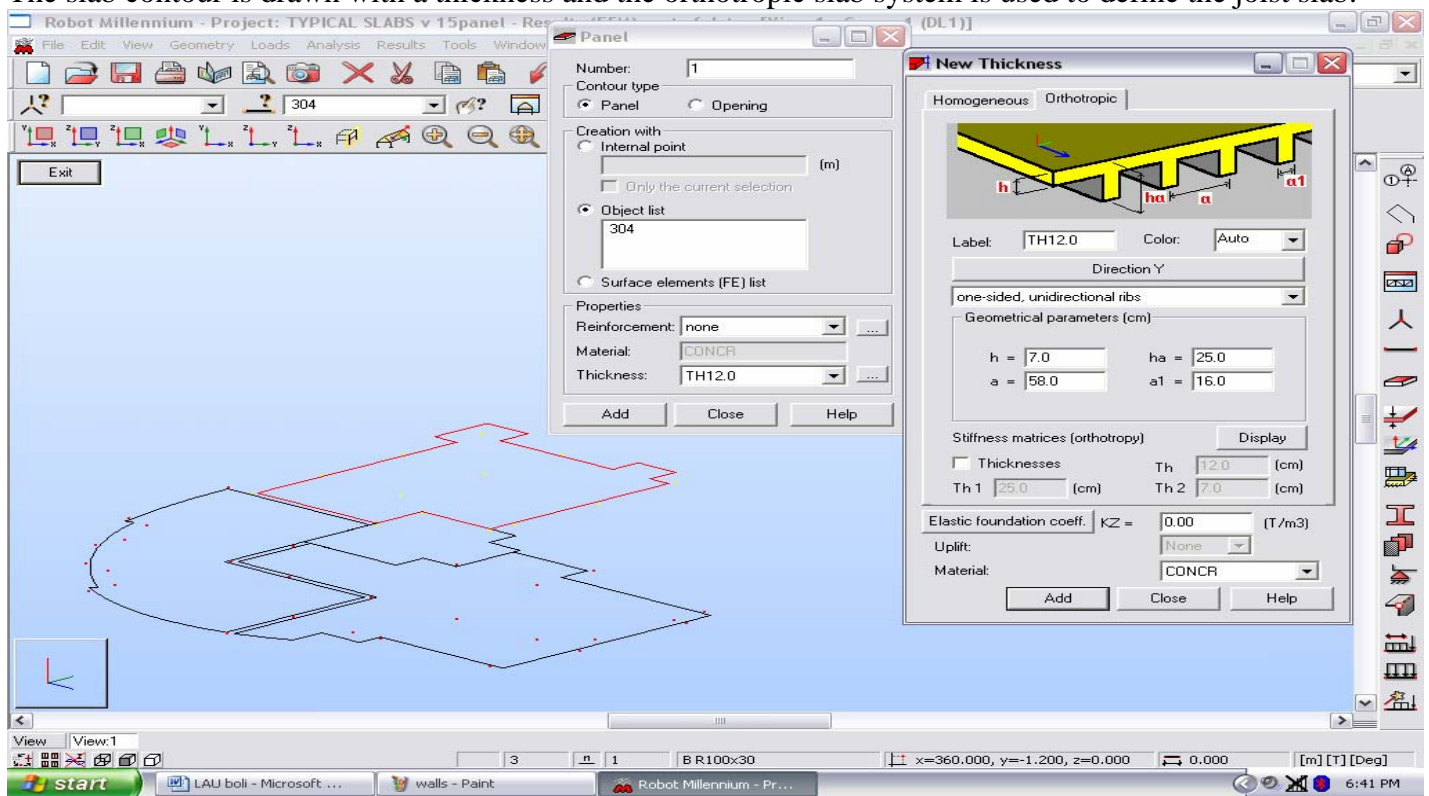 The slab contour is drawn with a thickness and the orthotropic slab system is used to define the joist slab.
Robot Millennium - Project: TYPICAL SLABS v 15panel - Res
(DL1)]
File Edit View Geometry Loads Analysis Results Tools Window
304
Exit
Panel
Number: 1
Contour type
Panel Opening
Creation with
Internal point
(m)
Only the current selection
Object list
304
Surface elements (FE) list
Properties
Reinforcement: none ...
Material: CONCR
Thickness: TH12.0 ...
Add Close Help
New Thickness
Homogeneous Orthotropic
h ha a a1
Label: TH12.0 Color: Auto
Direction Y
one-sided, unidirectional ribs
Geometrical parameters (cm)
h = 7.0 ha = 25.0
a = 58.0 a1 = 16.0
Stiffness matrices (orthotropy) Display
Thicknesses Th 12.0 (cm)
Th 1 25.0 (cm) Th 2 7.0 (cm)
Elastic foundation coeff. KZ = 0.00 (T/m3)
Uplift: None
Material: CONCR
Add Close Help
View View:1
3 1 B R100x30 x=360.000, y=-1.200, z=0.000 0.000 [m] [T] [Deg]
start LAU boli - Microsoft ... walls - Paint Robot Millennium - Pr... 6:41 PM